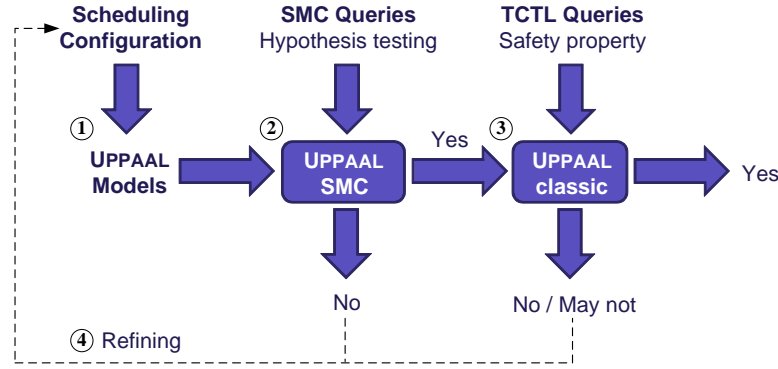 Scheduling
Configuration
SMC Queries
Hypothesis testing
TCTL Queries
Safety property
1
UPPAAL
Models
2
UPPAAL
SMC
Yes
3
UPPAAL
classic
Yes
No
No / May not
4 Refining